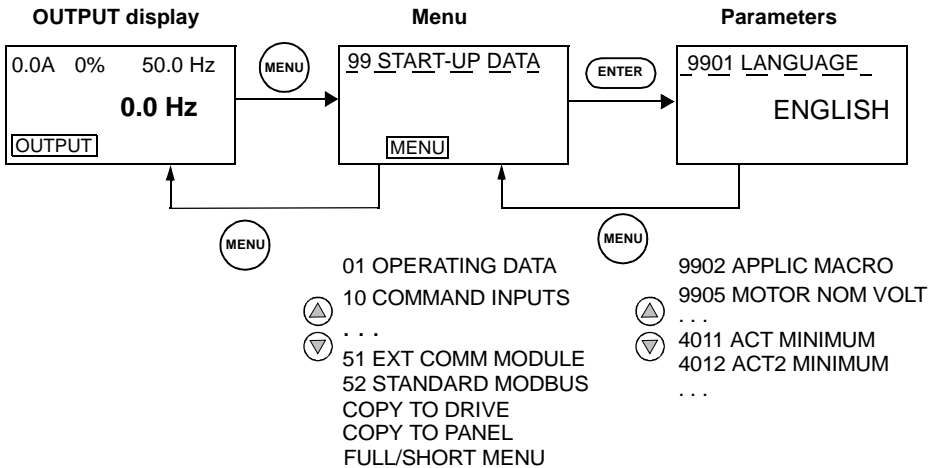 OUTPUT display
Menu
Parameters
0.0A 0% 50.0 Hz
0.0 Hz
OUTPUT
MENU
99 START-UP DATA
MENU
ENTER
9901 LANGUAGE
ENGLISH
MENU
MENU
01 OPERATING DATA
10 COMMAND INPUTS
. . .
51 EXT COMM MODULE
52 STANDARD MODBUS
COPY TO DRIVE
COPY TO PANEL
FULL/SHORT MENU
9902 APPLIC MACRO
9905 MOTOR NOM VOLT
. . .
4011 ACT MINIMUM
4012 ACT2 MINIMUM
. . .